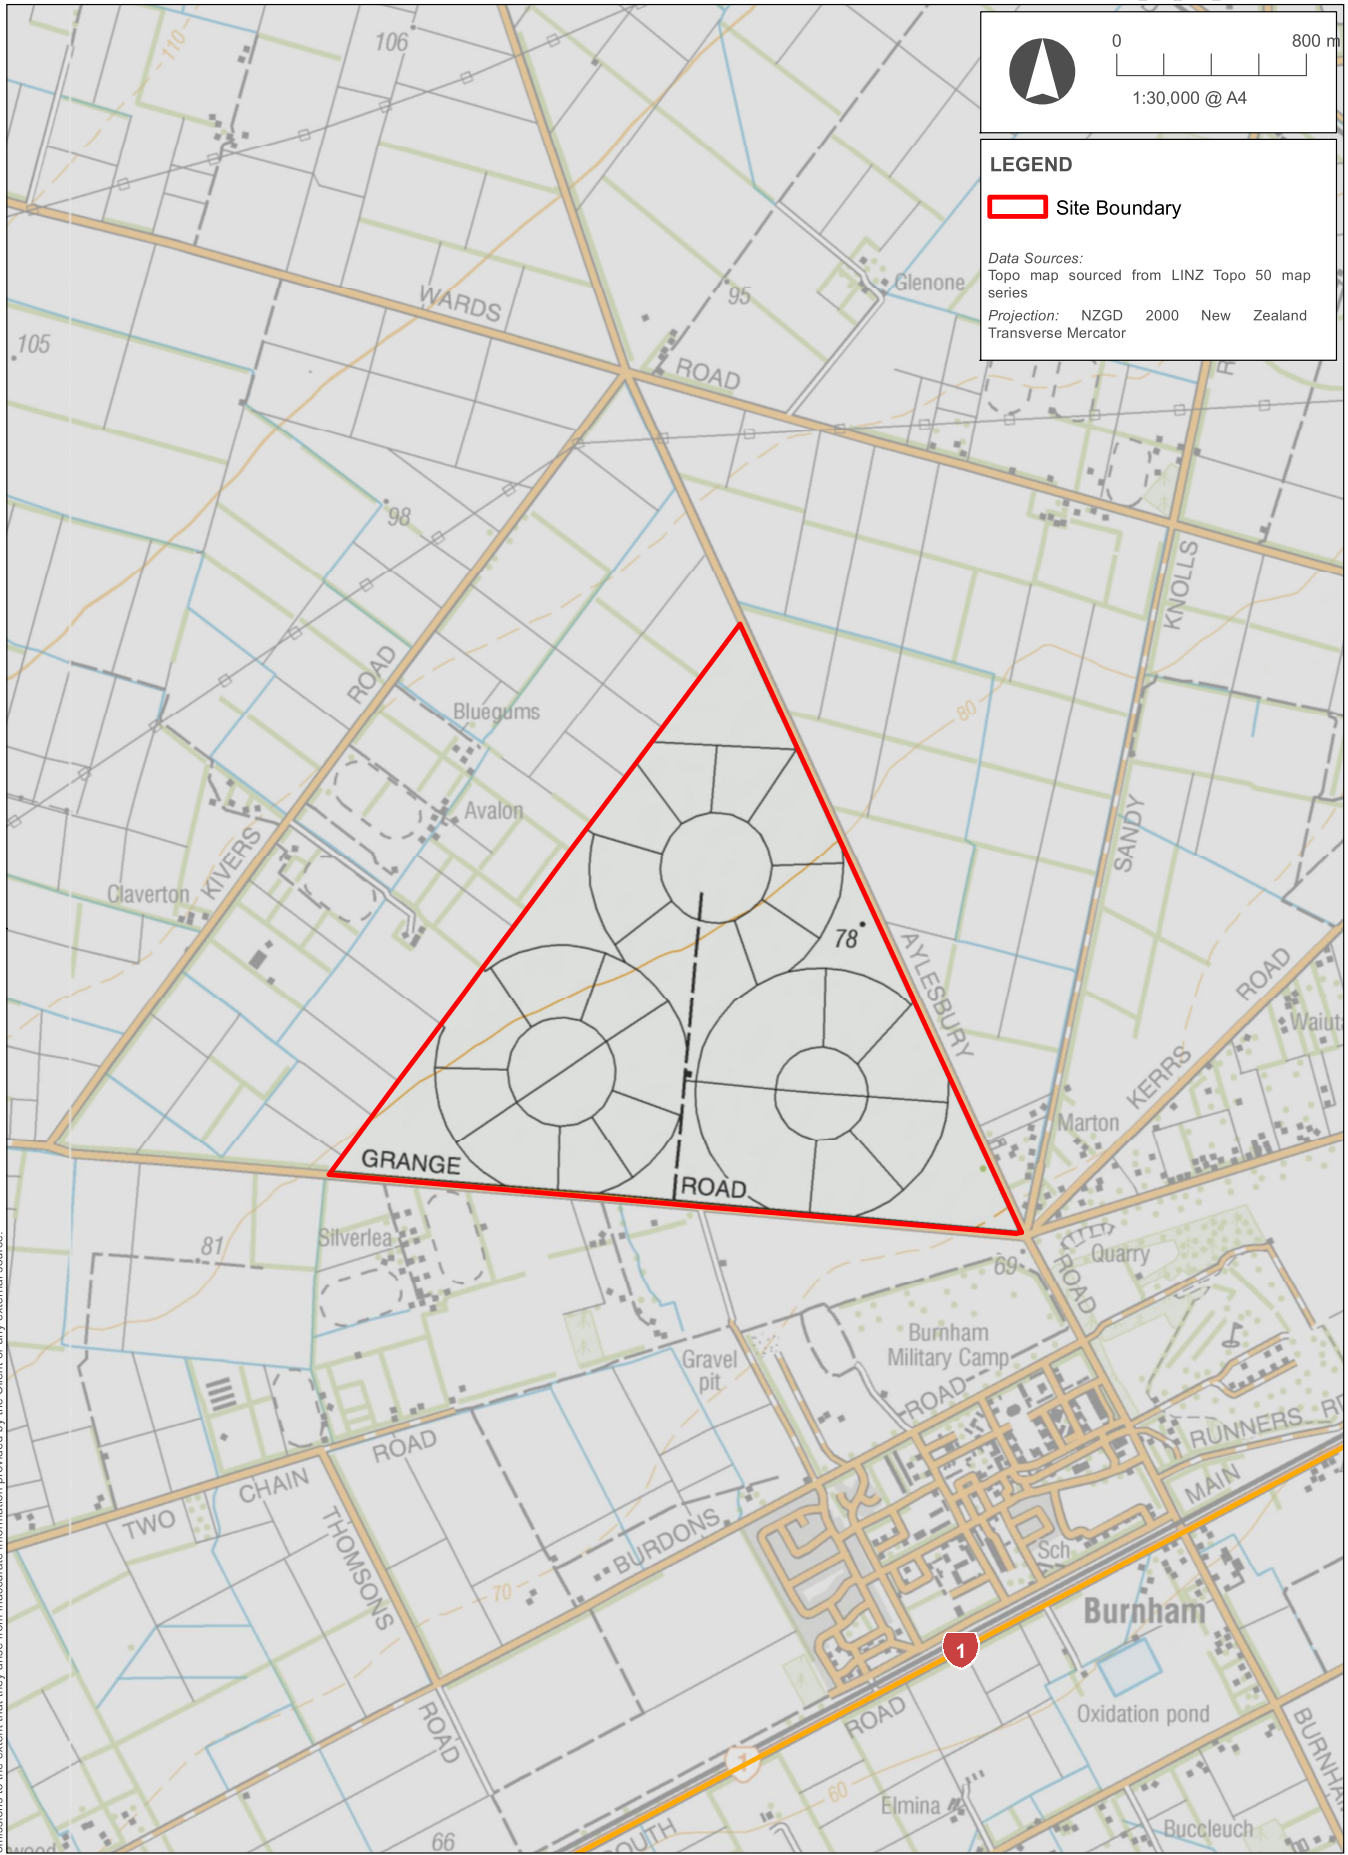 0
800 m
1:30,000 @ A4
LEGEND
Site Boundary
Data Sources:
Topo map sourced from LINZ Topo 50 map
series
Projection: NZGD 2000 New Zealand
Transverse Mercator
106
110
WARDS
95
Glenone
105
ROAD
98
KNOLLS
ROAD
Bluegums
80
Avalon
SANDY
KIVERS
Claverton
78
AYLESBURY
ROAD
KERRS
Marton
GRANGE
ROAD
81
Silverlea
69
Quarry
ROAD
Burnham
Military Camp
Gravel
pit
ROAD
RUNNERS
ROAD
MAIN
CHAIN
TWO
THOMSONS
BURDONS
Sch
70
Burnham
1
ROAD
Oxidation pond
ROAD
1
60
Elmina
Buccleuch
66